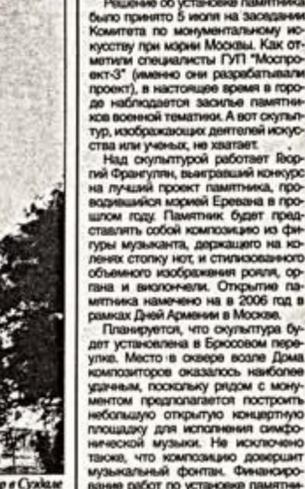 Решение об установке памятника
было принято 5 июля на заседании
Комитета по монументальному ис-
кусству при мэрии Москвы. Как от-
метили специалисты ГУП "Моспро-
ект-3" (именно они разрабатывали
проект), в настоящее время в горо-
де наблюдается засилье памятни-
ков военной тематики. А вот скульп-
тур, изображающих деятелей искус-
ства или ученых, не хватает.
Над скульптурой работает Геор-
гий Франгулян, выигравший конкурс
на лучший проект памятника, про-
водившийся мэрией Еревана в про-
шлом году. Памятник будет пред-
ставлять собой композицию из фи-
гуры музыканта, держащего на ко-
ленях стопку нот, и стилизованного
объемного изображения рояля, ор-
гана и виолончели. Открытие па-
мятника намечено на в 2006 год в
рамках Дней Армении в Москве.
Планируется, что скульптура бу-
дет установлена в Брюсовом пере-
улке. Место в сквере возле Дома
композиторов оказалось наиболее
удачным, поскольку рядом с мону-
ментом предполагается построить
небольшую открытую концертную
площадку для исполнения симфо-
нической музыки. Не исключено
также, что композицию довершит
музыкальный фонтан. Финансиро-
вание работ по установке памятни-
в Суздале